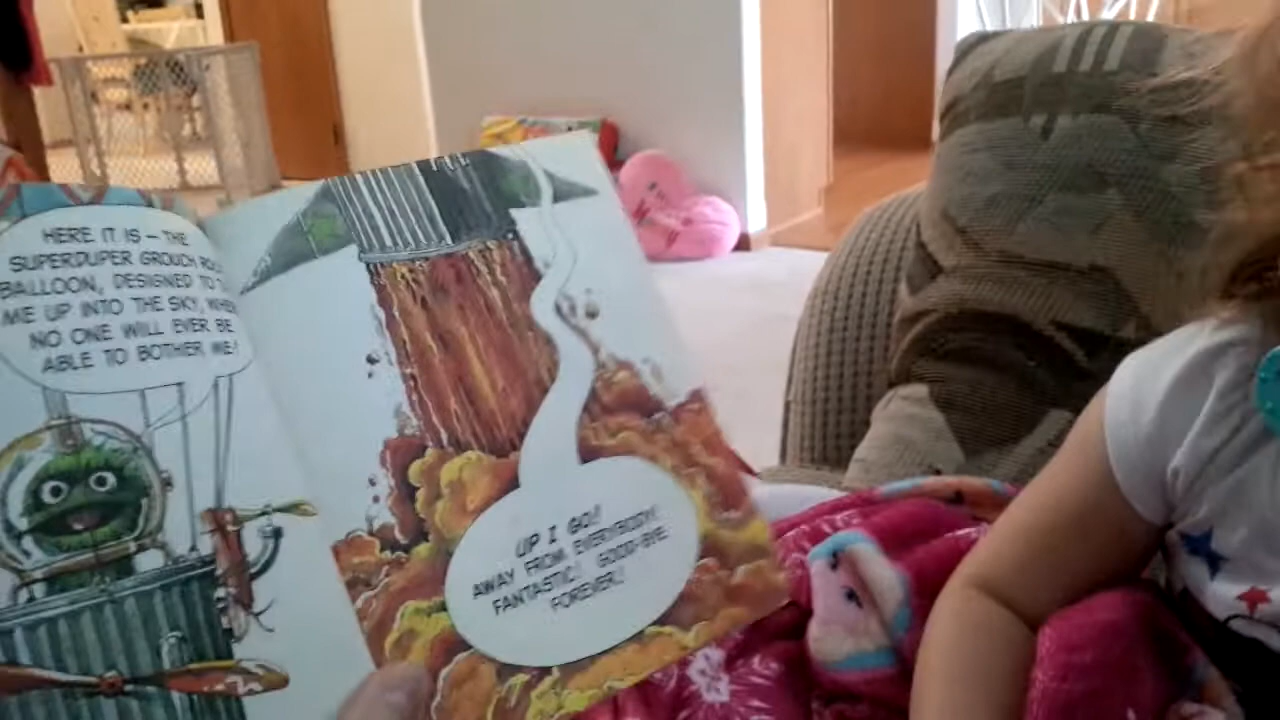 HERE IT IS — THE
SUPERDUPER GROUCH
BALLOON, DESIGNED TO
ME UP INTO THE SKY, WHERE
NO ONE WILL EVER BE
ABLE TO BOTHER ME!
UP I GO!
AWAY FROM EVERYBODY!
FANTASTIC! GOOD-BYE,
FOREVER!